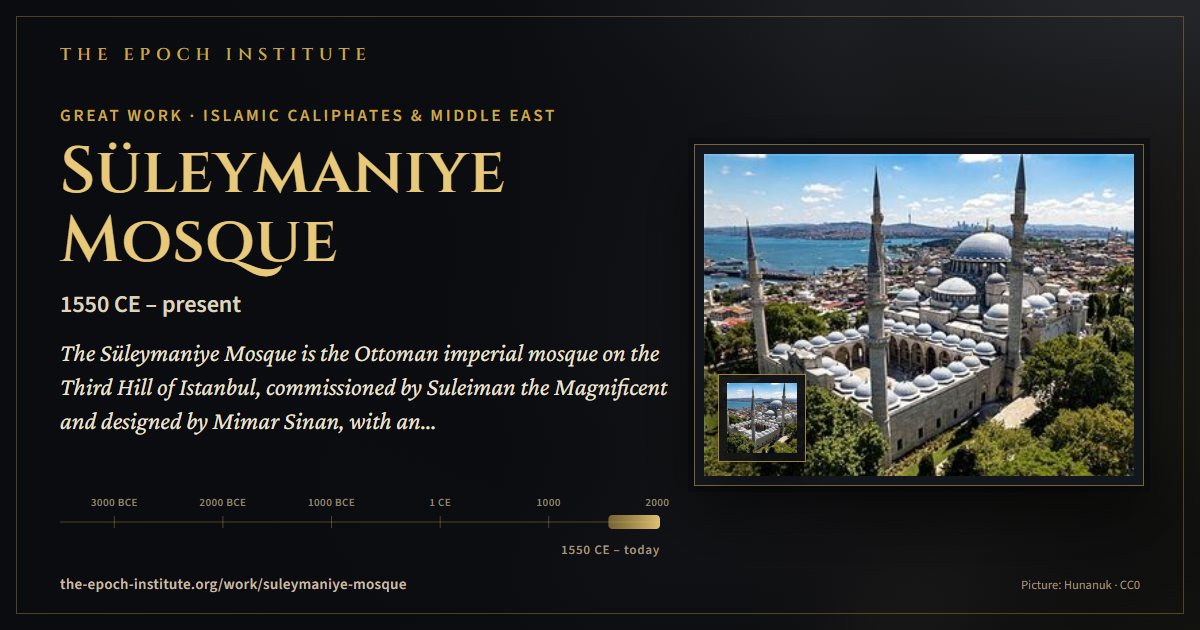 THE EPOCH INSTITUTE
GREAT WORK · ISLAMIC CALIPHATES & MIDDLE EAST
SÜLEYMANIYE
MOSQUE
1550 CE – present
The Süleymaniye Mosque is the Ottoman imperial mosque on the
Third Hill of Istanbul, commissioned by Suleiman the Magnificent
and designed by Mimar Sinan, with an...
3000 BCE 2000 BCE 1000 BCE 1 CE 1000 2000
1550 CE – today
the-epoch-institute.org/work/suleymaniye-mosque
Picture: Hunanuk · CC0